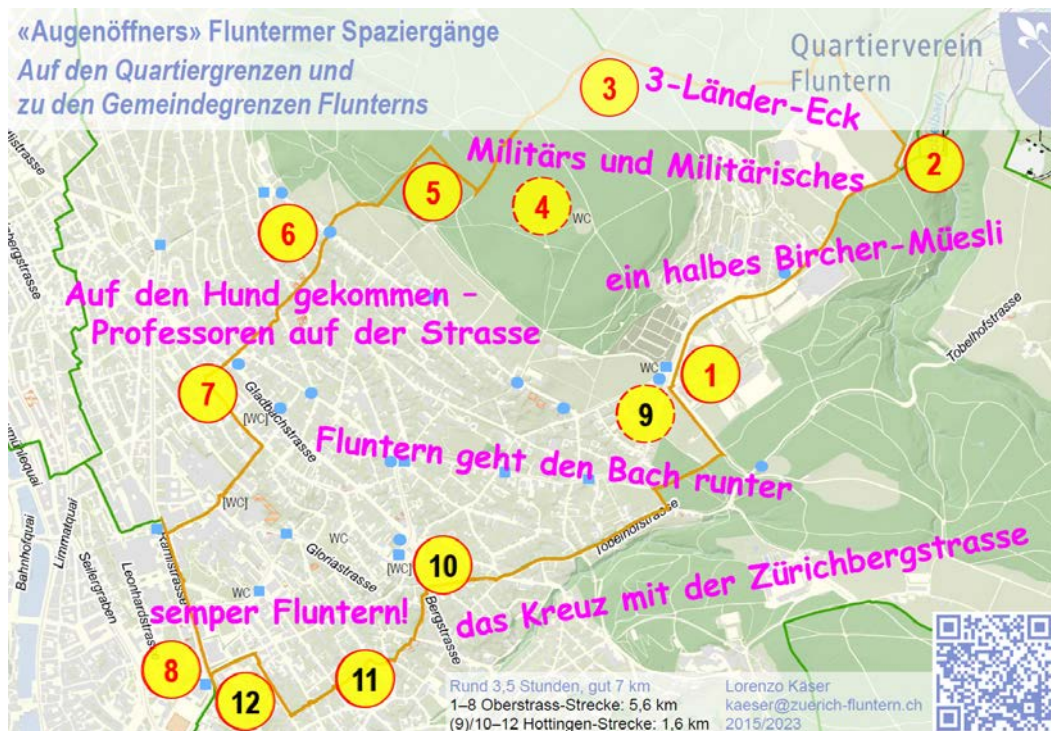 «Augenöffners» Fluntermer Spaziergänge
Auf den Quartiergrenzen und
zu den Gemeindegrenzen Flunterns
Quartierverein
Fluntern
3
3-Länder-Eck
2
Militärs und Militärisches
5
4
WC
6
ein halbes Bircher-Müesli
Auf den Hund gekommen –
Professoren auf der Strasse
Tobelhofstrasse
WC
1
7
9
Gladbachstrasse
[WC]
Fluntern geht den Bach runter
[WC]
Bahnhofquai
Limmatquai
Seilergraben
Leonhardstrasse
Rämistrasse
WC
Gloriastrasse
[WC]
10
Tobelhofstrasse
das Kreuz mit der Zürichbergstrasse
WC
semper Fluntern!
Bergstrasse
8
12
11
Rund 3,5 Stunden, gut 7 km
1–8 Oberstrass-Strecke: 5,6 km
(9)/10–12 Hottingen-Strecke: 1,6 km
Lorenzo Käser
kaeser@zuerich-fluntern.ch
2015/2023